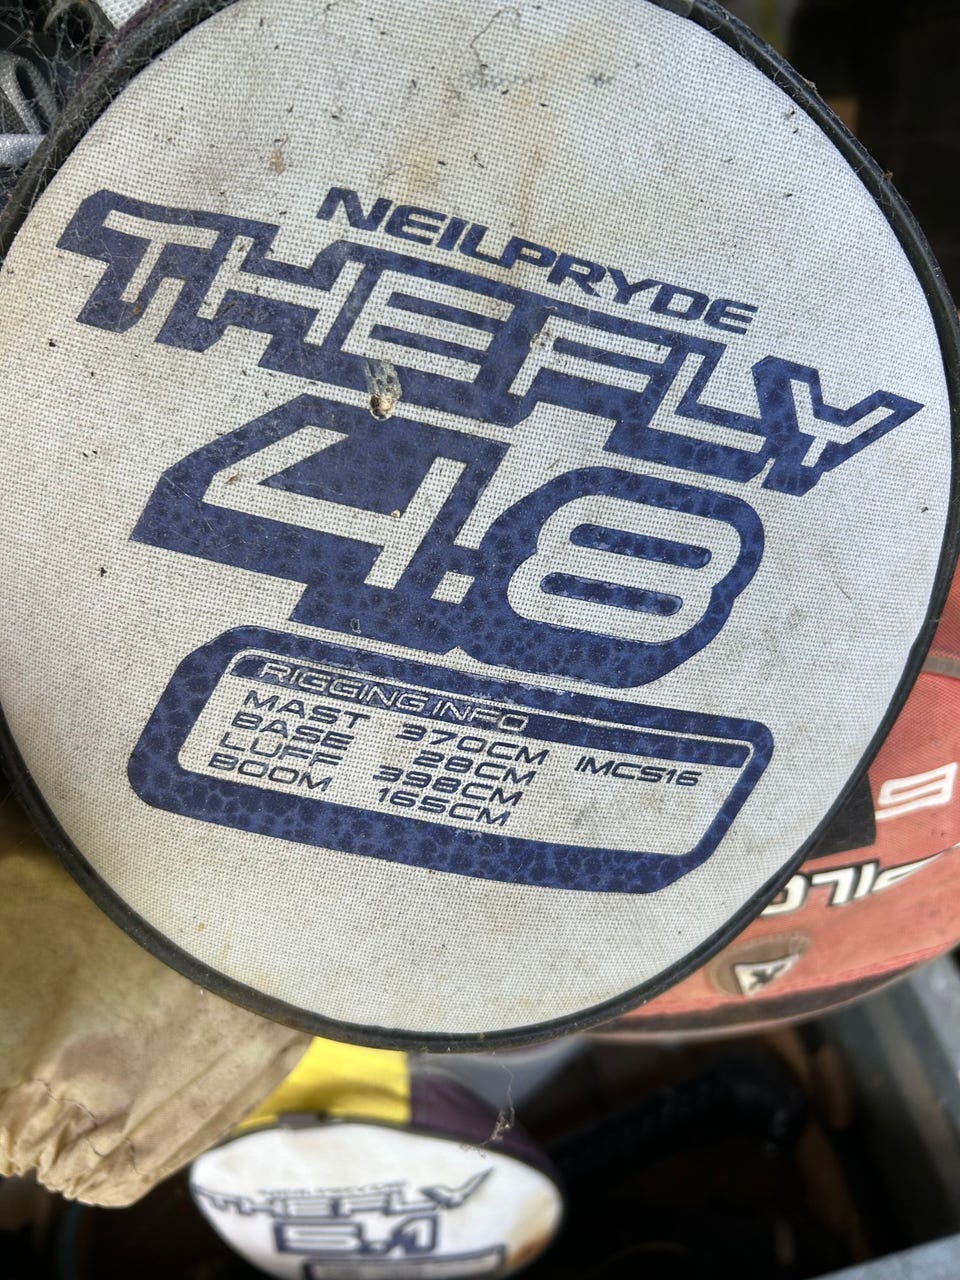 NEILPRYDE
THEFLY
4.8
RIGGING.INFO
MAST 370CM IMCS16
BASE 28CM
LUFF 398CM
BOOM 165CM
THEFLY
5.1